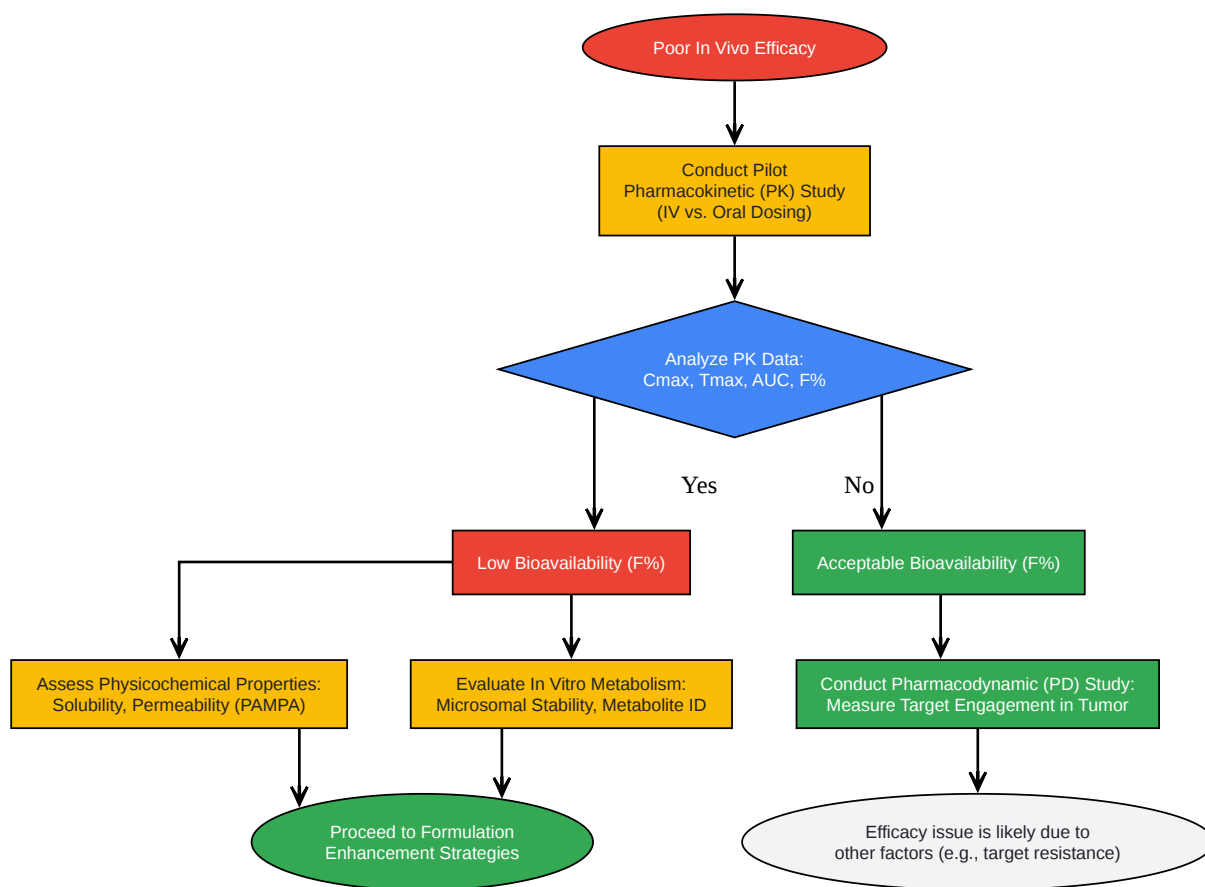 Poor In Vivo Efficacy
Conduct Pilot
Pharmacokinetic (PK) Study
(IV vs. Oral Dosing)
Analyze PK Data:
Cmax, Tmax, AUC, F%
Yes
No
Low Bioavailability (F%)
Acceptable Bioavailability (F%)
Assess Physicochemical Properties:
Solubility, Permeability (PAMPA)
Evaluate In Vitro Metabolism:
Microsomal Stability, Metabolite ID
Conduct Pharmacodynamic (PD) Study:
Measure Target Engagement in Tumor
Proceed to Formulation
Enhancement Strategies
Efficacy issue is likely due to
other factors (e.g., target resistance)